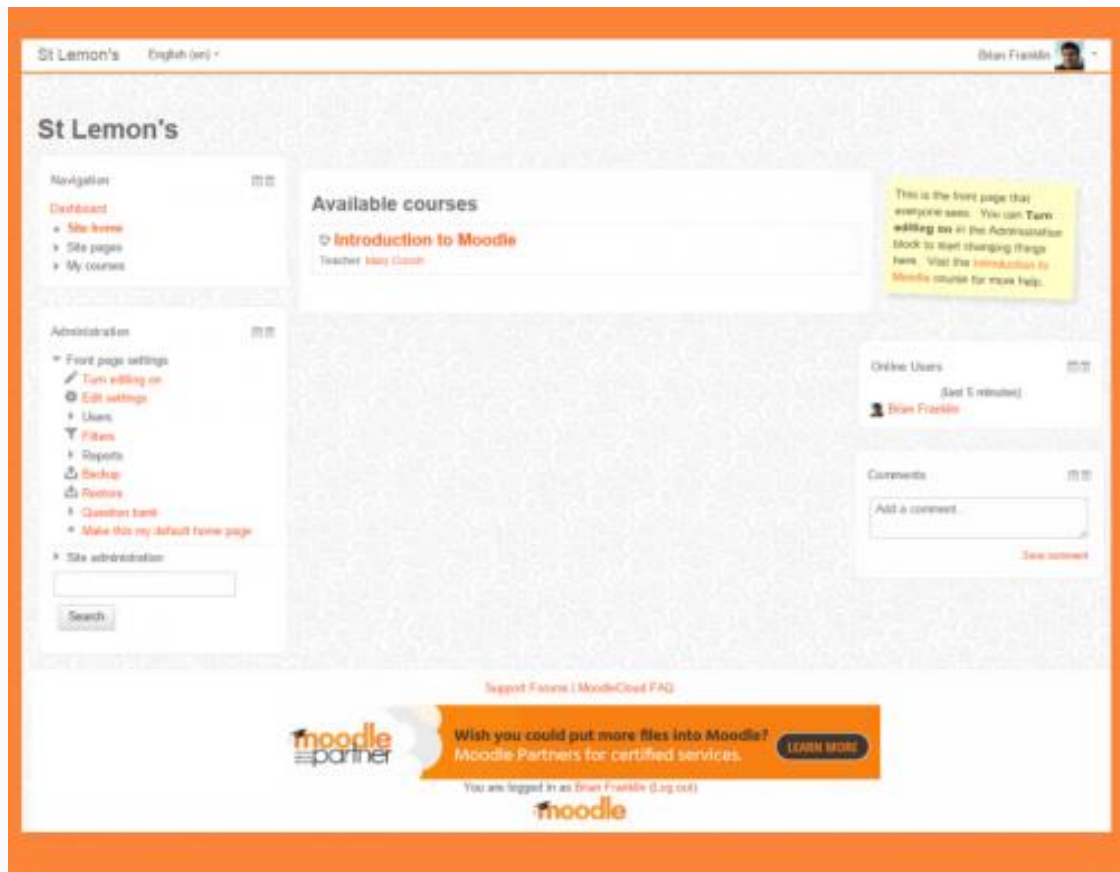 St Lemon's
English (en)
Brian Franklin
St Lemon's
Navigation
Dashboard
Site home
Site pages
My courses
Administration
Front page settings
Turn editing on
Edit settings
Users
Filters
Reports
Backup
Restore
Question bank
Make this my default home page
Site administration
Search
Available courses
Introduction to Moodle
Teacher: Mary
This is the front page that
everyone sees. You can Turn
editing on in the Administration
block to start changing things
here. Visit the Introduction to
Moodle course for more help.
Online Users
(last 5 minutes)
Brian Franklin
Comments
Add a comment...
Save comment
Support Forums | MoodleCloud FAQ
moodle
partner
Wish you could put more files into Moodle?
Moodle Partners for certified services.
LEARN MORE
You are logged in as Brian Franklin (Log out)
moodle